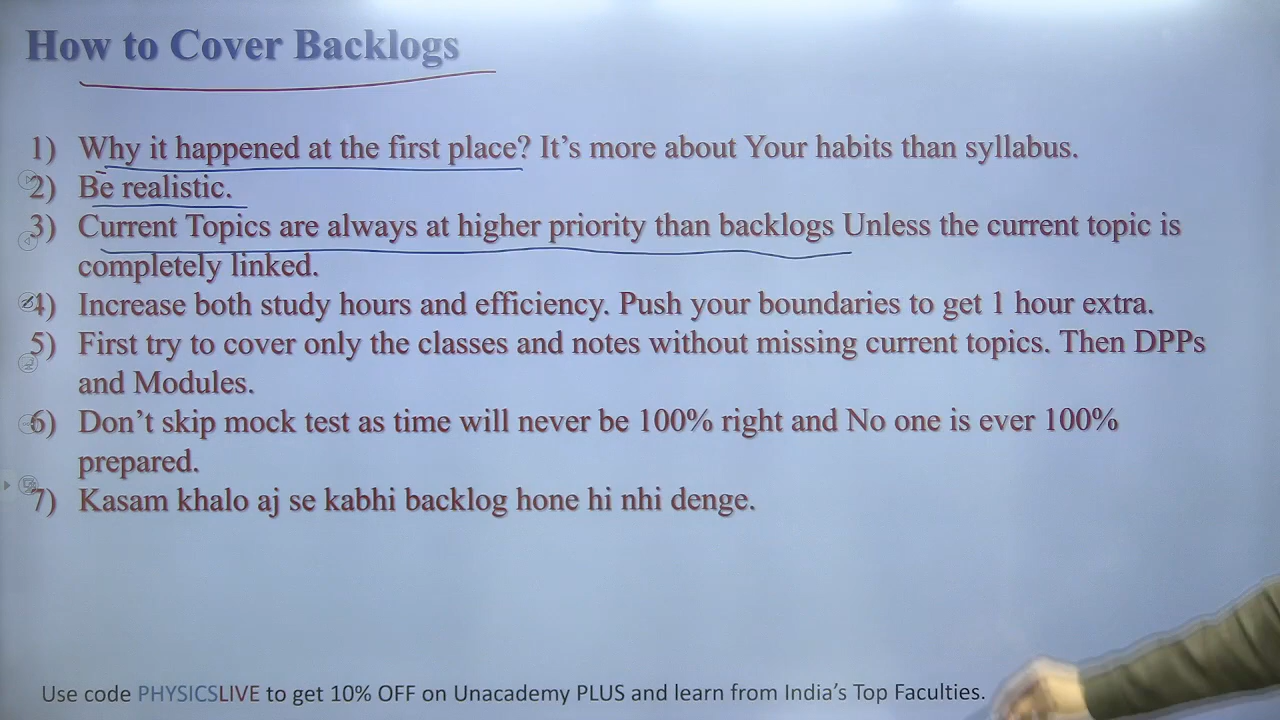 How to Cover Backlogs
1) Why it happened at the first place? It's more about Your habits than syllabus.
2) Be realistic.
3) Current Topics are always at higher priority than backlogs Unless the current topic is
completely linked.
4) Increase both study hours and efficiency. Push your boundaries to get 1 hour extra.
5) First try to cover only the classes and notes without missing current topics. Then DPPs
and Modules.
6) Don't skip mock test as time will never be 100% right and No one is ever 100%
prepared.
7) Kasam khalo aj se kabhi backlog hone hi nhi denge.
Use code PHYSICSLIVE to get 10% OFF on Unacademy PLUS and learn from India's Top Faculties.